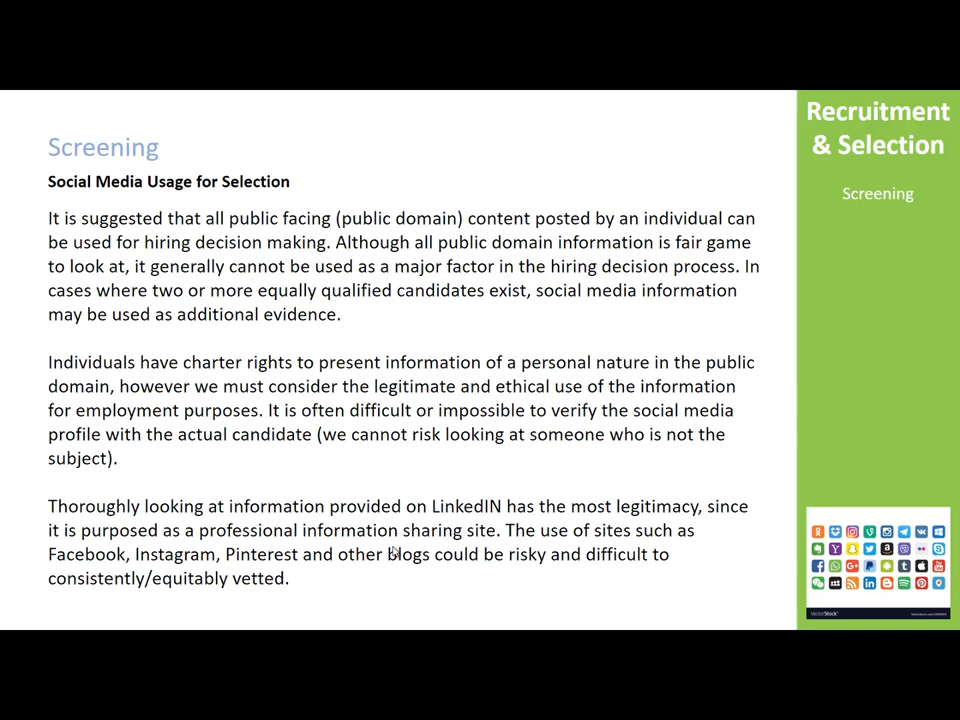 Screening
Social Media Usage for Selection
It is suggested that all public facing (public domain) content posted by an individual can
be used for hiring decision making. Although all public domain information is fair game
to look at, it generally cannot be used as a major factor in the hiring decision process. In
cases where two or more equally qualified candidates exist, social media information
may be used as additional evidence.
Individuals have charter rights to present information of a personal nature in the public
domain, however we must consider the legitimate and ethical use of the information
for employment purposes. It is often difficult or impossible to verify the social media
profile with the actual candidate (we cannot risk looking at someone who is not the
subject).
Thoroughly looking at information provided on LinkedIN has the most legitimacy, since
it is purposed as a professional information sharing site. The use of sites such as
Facebook, Instagram, Pinterest and other blogs could be risky and difficult to
consistently/equitably vetted.
Recruitment
& Selection
Screening
VectorStock